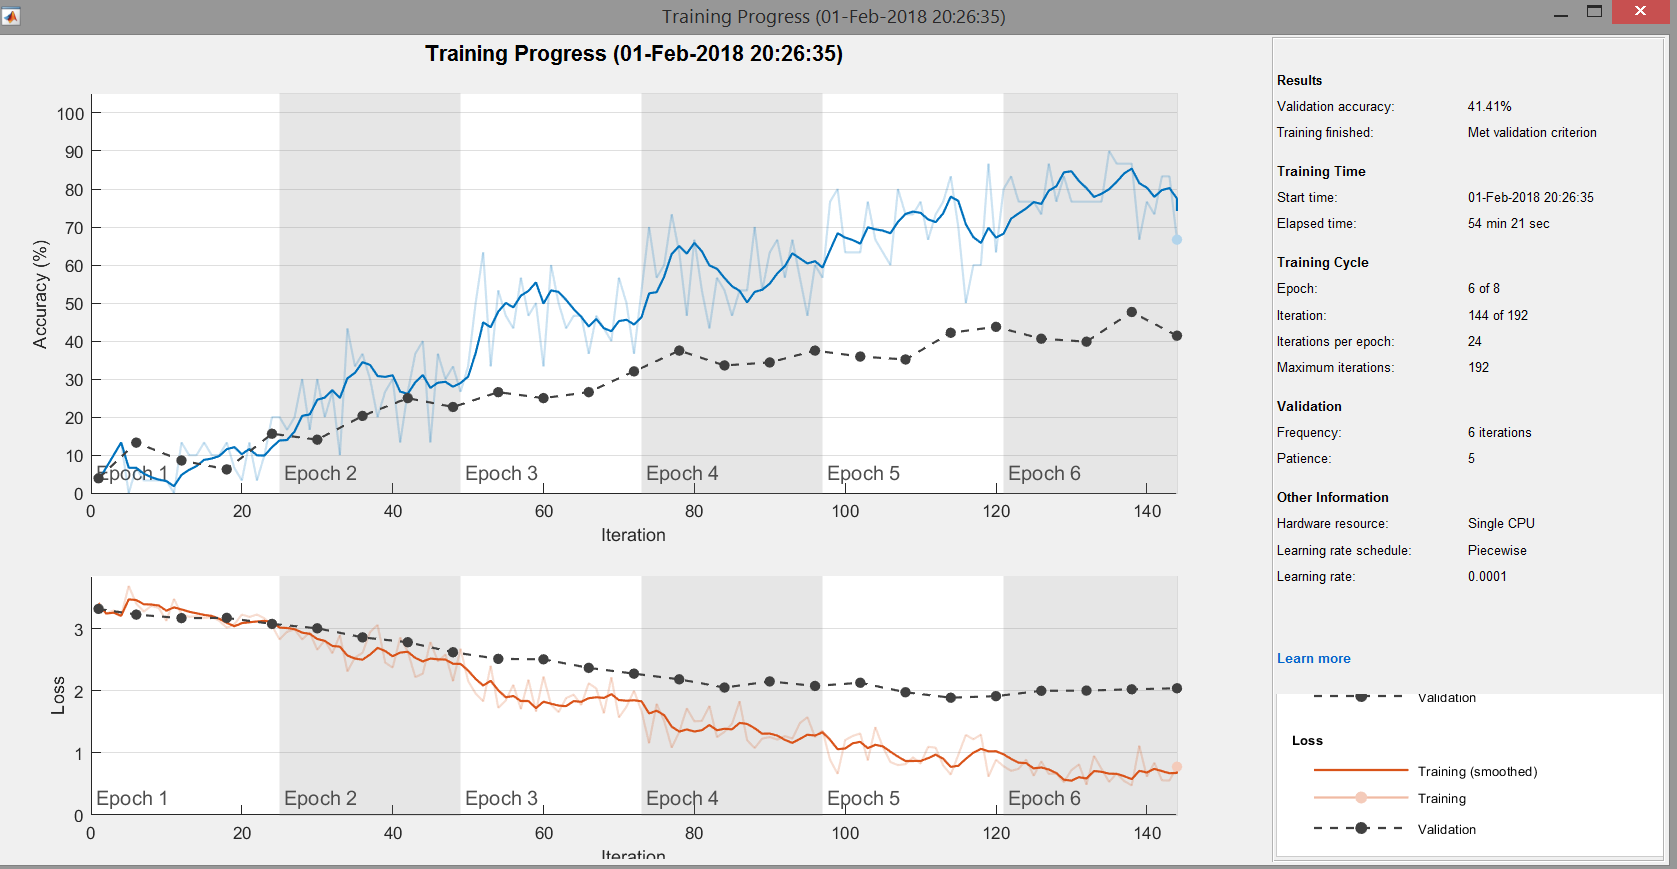 Training Progress (01-Feb-2018 20:26:35)
Training Progress (01-Feb-2018 20:26:35)
Accuracy (%)
100
90
80
70
60
50
40
30
20
10
0
Epoch 1 Epoch 2 Epoch 3 Epoch 4 Epoch 5 Epoch 6
0 20 40 60 80 100 120 140
Iteration
Loss
3
2
1
0
Epoch 1 Epoch 2 Epoch 3 Epoch 4 Epoch 5 Epoch 6
0 20 40 60 80 100 120 140
Iteration
Results
Validation accuracy: 41.41%
Training finished: Met validation criterion
Training Time
Start time: 01-Feb-2018 20:26:35
Elapsed time: 54 min 21 sec
Training Cycle
Epoch: 6 of 8
Iteration: 144 of 192
Iterations per epoch: 24
Maximum iterations: 192
Validation
Frequency: 6 iterations
Patience: 5
Other Information
Hardware resource: Single CPU
Learning rate schedule: Piecewise
Learning rate: 0.0001
Learn more
Validation
Loss
Training (smoothed)
Training
Validation